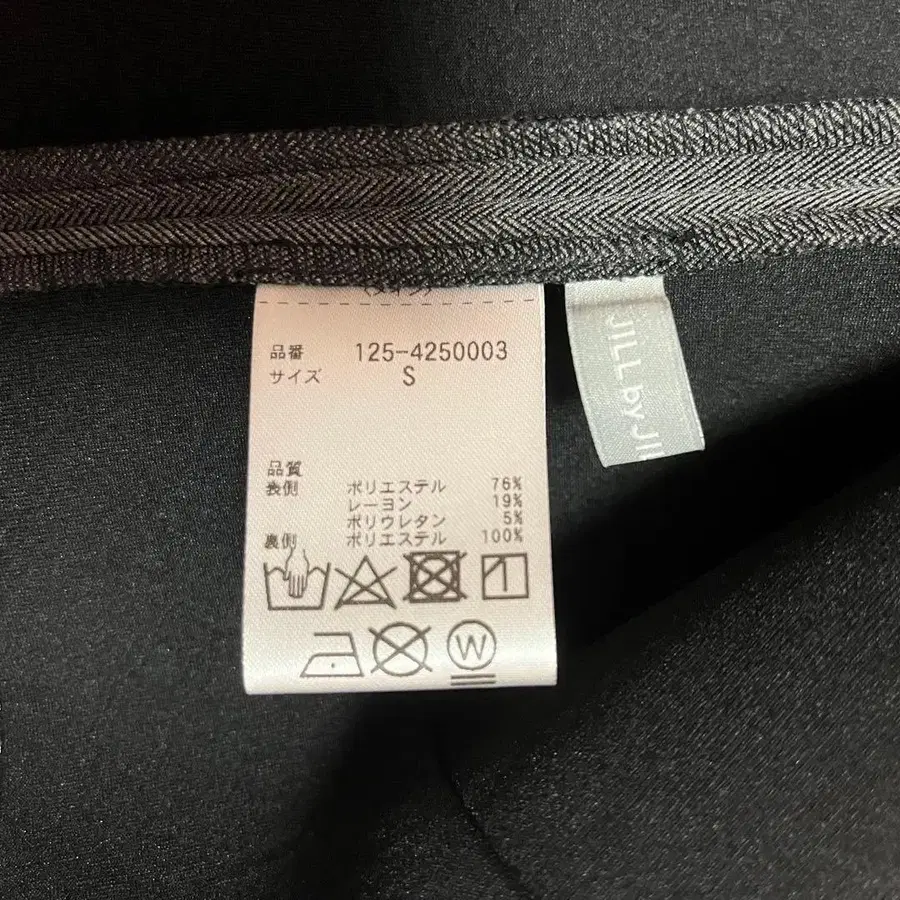 品番 125-4250003
サイズ S
品質
表側 ポリエステル 76%
レーヨン 19%
ポリウレタン 5%
裏側 ポリエステル 100%
W
JILL by JIL